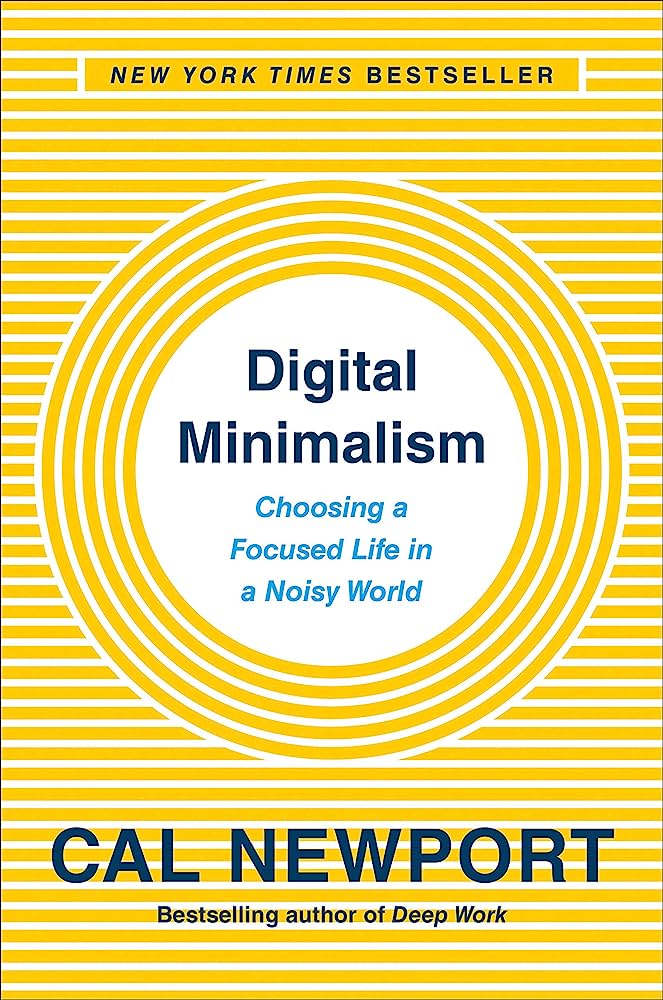 NEW YORK TIMES BESTSELLER
Digital
Minimalism
Choosing a
Focused Life in
a Noisy World
CAL NEWPORT
Bestselling author of Deep Work